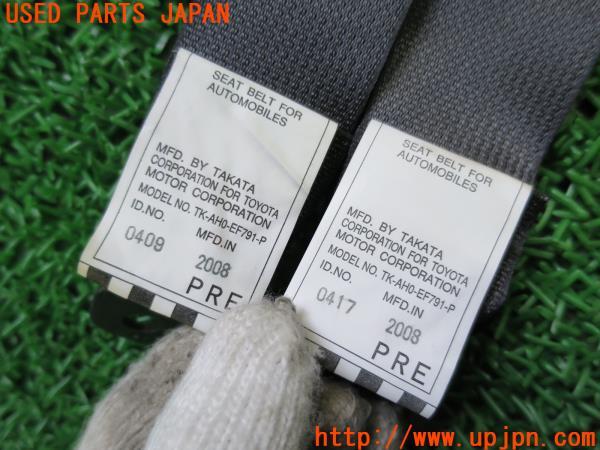 USED PARTS JAPAN
SEAT BELT FOR
AUTOMOBILES
MFD. BY TAKATA
CORPORATION FOR TOYOTA
MOTOR CORPORATION
MODEL NO. TK-AH0-EF791-P
ID.NO. MFD.IN
0409 2008
PRE
SEAT BELT FOR
AUTOMOBILES
MFD. BY TAKATA
CORPORATION FOR TOYOTA
MOTOR CORPORATION
MODEL NO. TK-AH0-EF791-P
ID.NO. MFD.IN
0417 2008
PRE
http://www.upjpn.com/